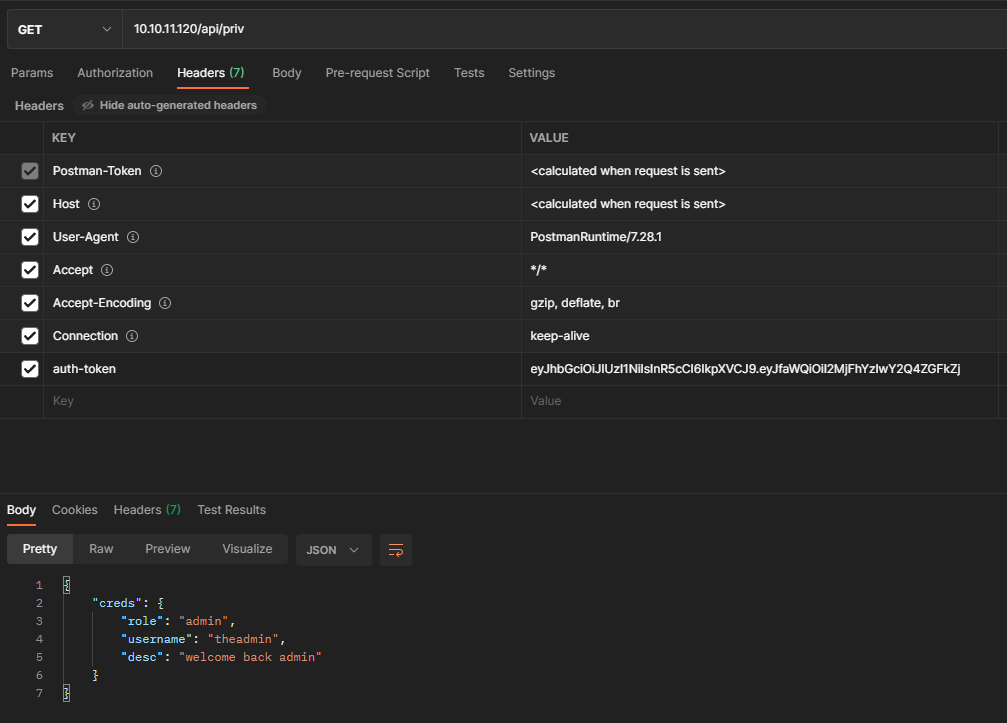 GET 10.10.11.120/api/priv
Params Authorization Headers (7) Body Pre-request Script Tests Settings
Headers Hide auto-generated headers
KEY VALUE
Postman-Token <calculated when request is sent>
Host <calculated when request is sent>
User-Agent PostmanRuntime/7.28.1
Accept */*
Accept-Encoding gzip, deflate, br
Connection keep-alive
auth-token eyJhbGciOiJIUzI1NiIsInR5cCI6IkpXVCJ9.eyJfaWQiOiI2MjFhYzIwY2Q4ZGFkZj
Key Value
Body Cookies Headers (7) Test Results
Pretty Raw Preview Visualize JSON
1 {
2 "creds": {
3 "role": "admin",
4 "username": "theadmin",
5 "desc": "welcome back admin"
6 }
7 }